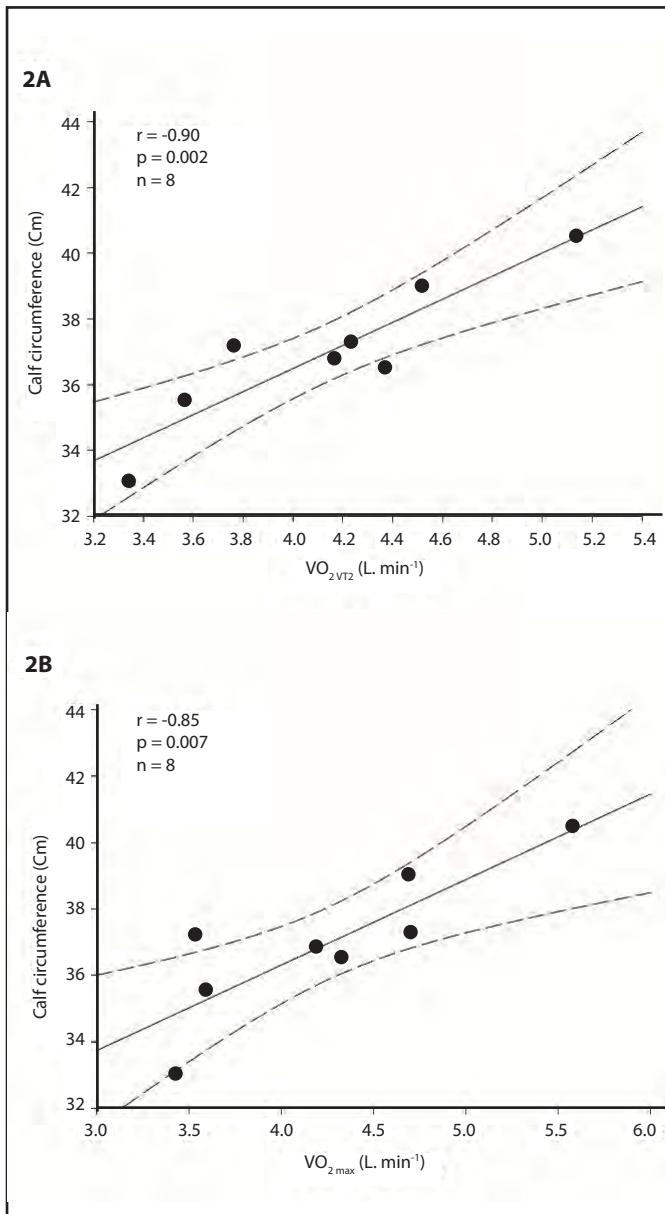 2A
r = -0.90
p = 0.002
n = 8
44
42
40
38
36
34
32
Calf circumference (Cm)
3.2 3.4 3.6 3.8 4.0 4.2 4.4 4.6 4.8 5.0 5.2 5.4
VO₂ VT2 (L. min⁻¹)
2B
r = -0.85
p = 0.007
n = 8
44
42
40
38
36
34
32
Calf circumference (Cm)
3.0 3.5 4.0 4.5 5.0 5.5 6.0
VO₂ max (L. min⁻¹)